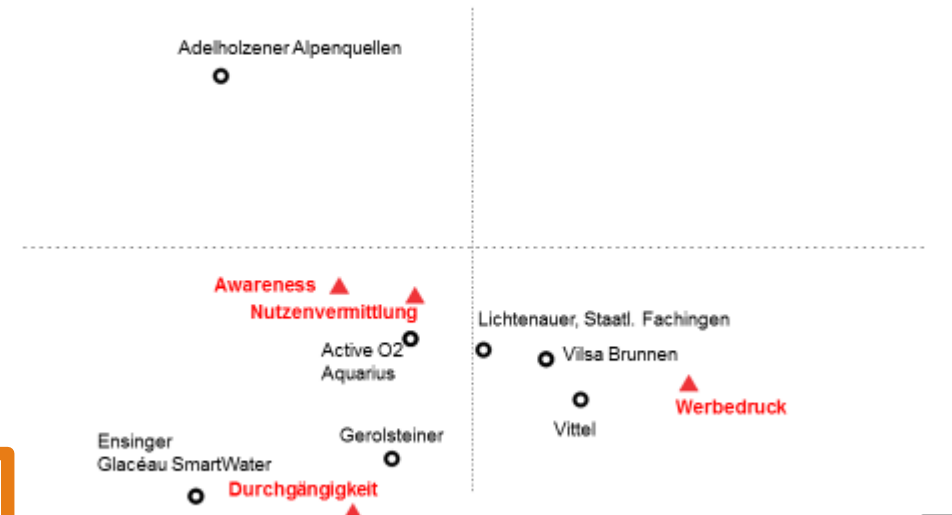 Adelholzener Alpenquellen
Awareness
Nutzenvermittlung
Lichtenauer, Staatl. Fachingen
Active O2
Aquarius
Vilsa Brunnen
Werbedruck
Vittel
Gerolsteiner
Ensinger
Glacéau SmartWater
Durchgängigkeit